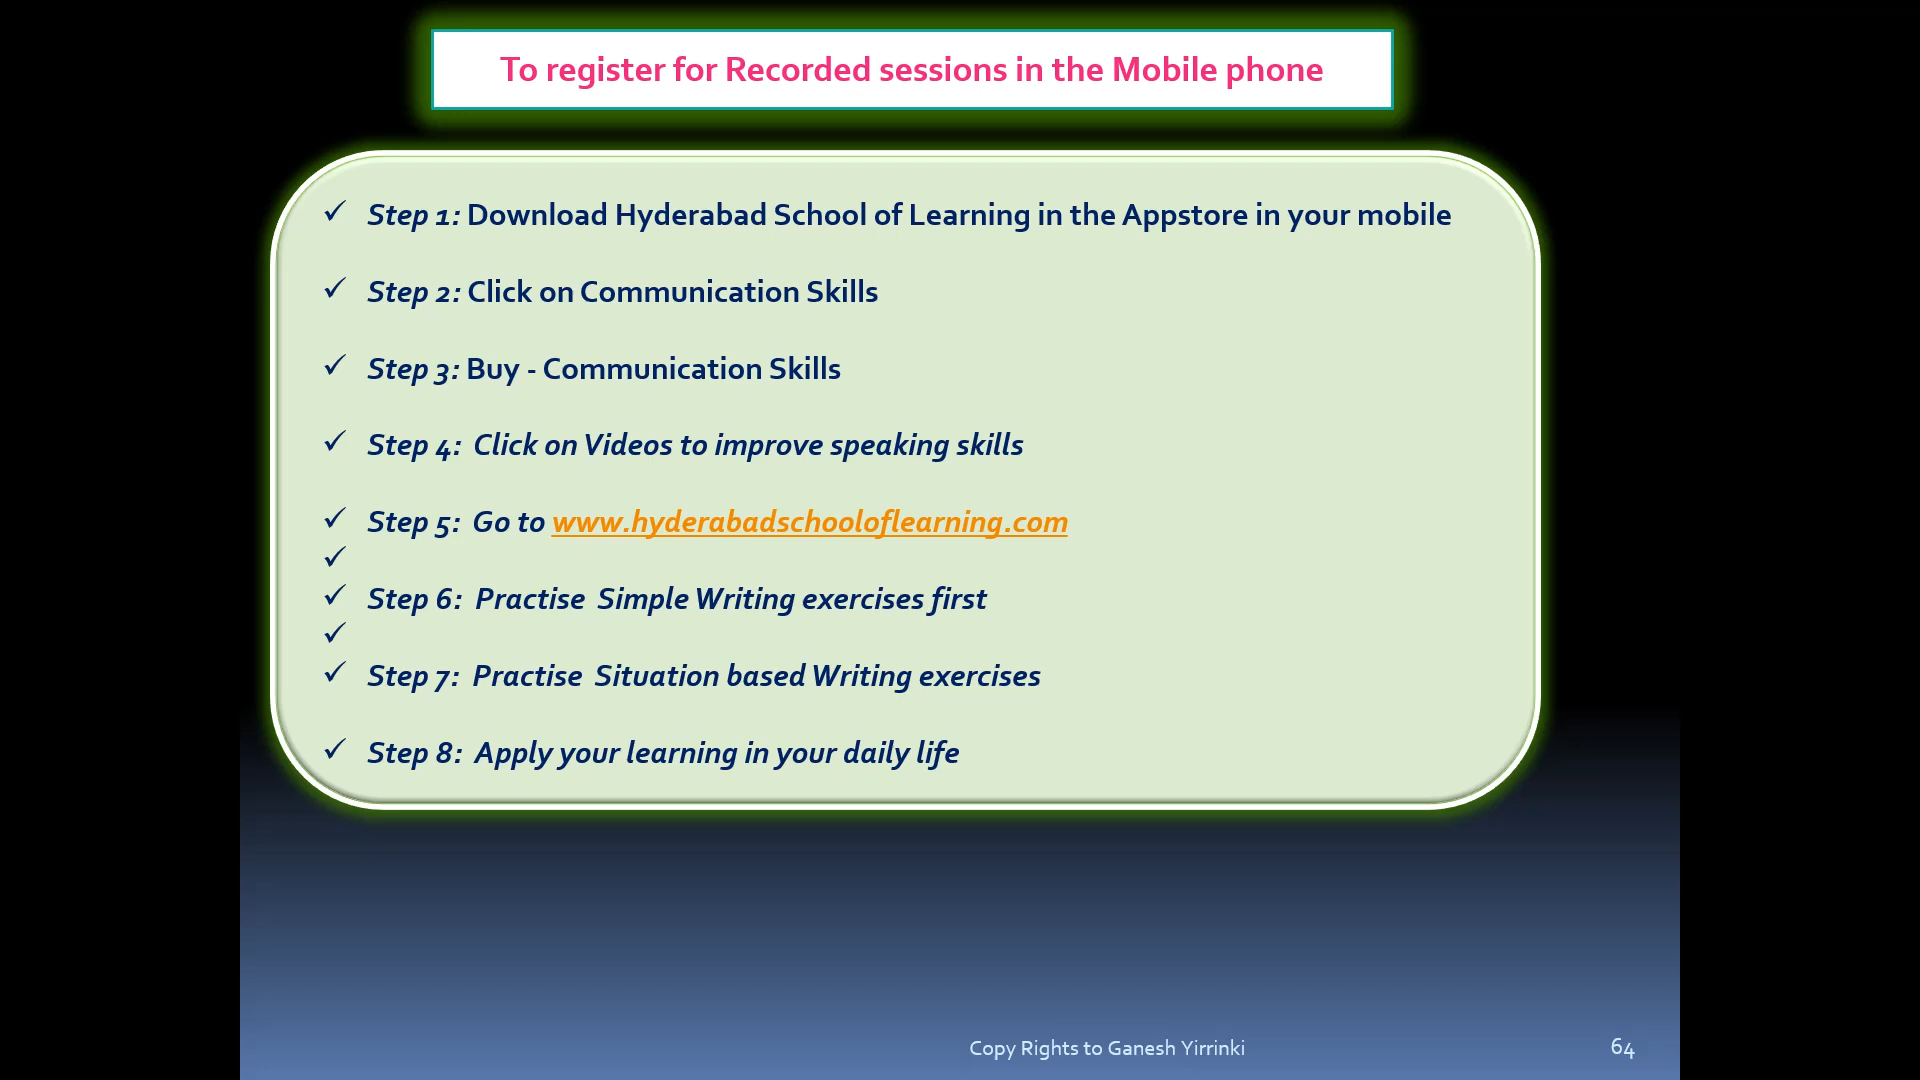 To register for Recorded sessions in the Mobile phone
✓ Step 1: Download Hyderabad School of Learning in the Appstore in your mobile
✓ Step 2: Click on Communication Skills
✓ Step 3: Buy - Communication Skills
✓ Step 4: Click on Videos to improve speaking skills
✓ Step 5: Go to www.hyderabadschooloflearning.com
✓
✓ Step 6: Practise Simple Writing exercises first
✓
✓ Step 7: Practise Situation based Writing exercises
✓ Step 8: Apply your learning in your daily life
Copy Rights to Ganesh Yirrinki
64